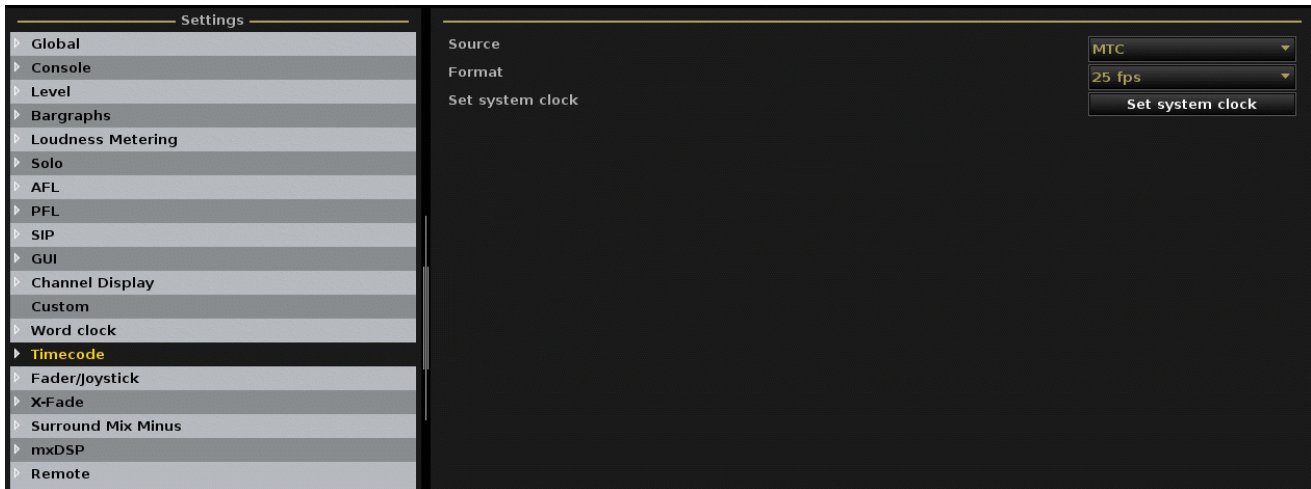 Settings
Global
Console
Level
Bargraphs
Loudness Metering
Solo
AFL
PFL
SIP
GUI
Channel Display
Custom
Word clock
Timecode
Fader/Joystick
X-Fade
Surround Mix Minus
mxDSP
Remote
Source
MTC
Format
25 fps
Set system clock
Set system clock